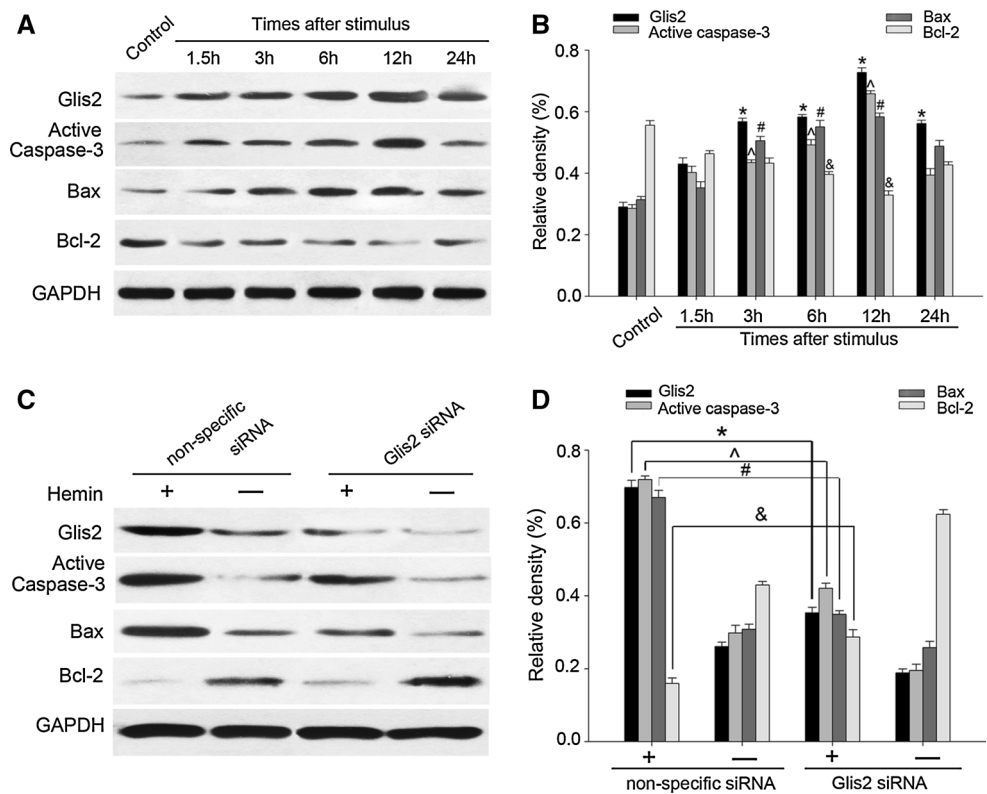 A
Control
Times after stimulus
1.5h 3h 6h 12h 24h
Glis2
Active
Caspase-3
Bax
Bcl-2
GAPDH
B
Glis2
Active caspase-3
Bax
Bcl-2
Relative density (%)
0.8
0.6
0.4
0.2
0.0
* ^ # * ^ # & * ^ # & *
Control 1.5h 3h 6h 12h 24h
Times after stimulus
C
non-specific
siRNA
Glis2 siRNA
Hemin + — + —
Glis2
Active
Caspase-3
Bax
Bcl-2
GAPDH
D
Glis2
Active caspase-3
Bax
Bcl-2
Relative density (%)
0.8
0.6
0.4
0.2
0.0
*
^
#
&
+ — + —
non-specific siRNA Glis2 siRNA